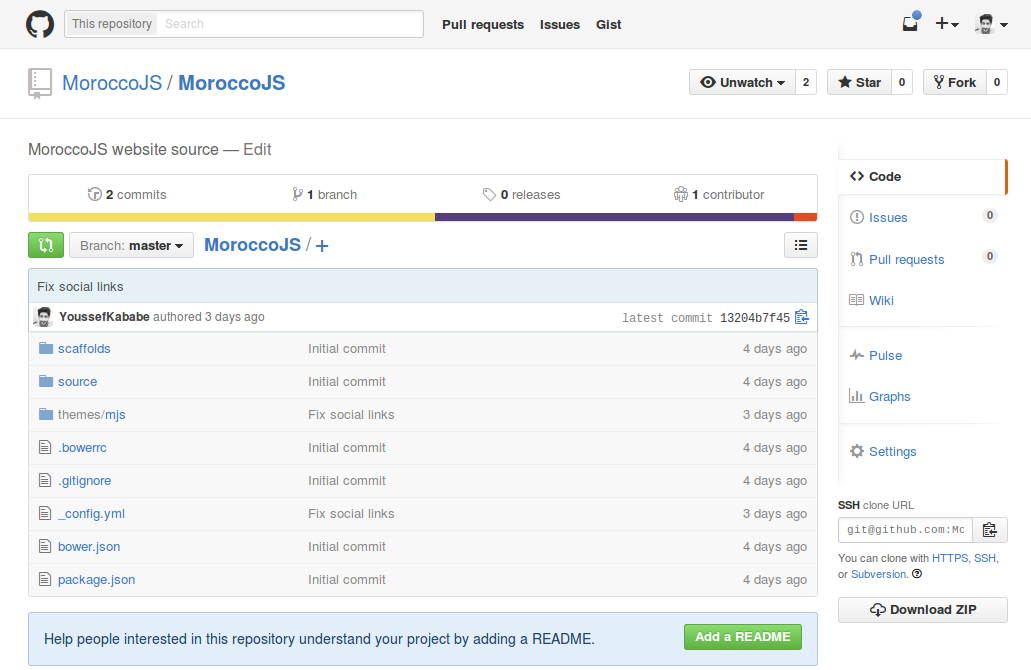 This repository Search Pull requests Issues Gist
MoroccoJS / MoroccoJS Unwatch 2 Star 0 Fork 0
MoroccoJS website source — Edit
2 commits 1 branch 0 releases 1 contributor
Branch: master MoroccoJS / +
Fix social links
YoussefKababe authored 3 days ago latest commit 13204b7f45
scaffolds Initial commit 4 days ago
source Initial commit 4 days ago
themes/mjs Fix social links 3 days ago
.bowerrc Initial commit 4 days ago
.gitignore Initial commit 4 days ago
_config.yml Fix social links 3 days ago
bower.json Initial commit 4 days ago
package.json Initial commit 4 days ago
Help people interested in this repository understand your project by adding a README. Add a README
Code
Issues 0
Pull requests 0
Wiki
Pulse
Graphs
Settings
SSH clone URL
git@github.com:Mo
You can clone with HTTPS, SSH,
or Subversion.
Download ZIP